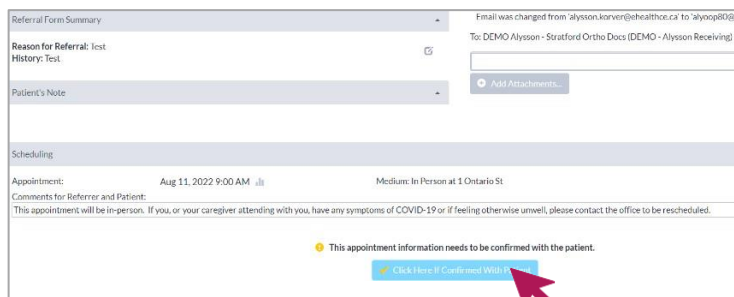 Referral Form Summary
Reason for Referral: Test
History: Test
Patient's Note
Email was changed from 'alysson.korver@ehealthce.ca' to 'alyoop80@
To: DEMO Alysson - Stratford Ortho Docs (DEMO - Alysson Receiving)
Add Attachments...
Scheduling
Appointment: Aug 11, 2022 9:00 AM Medium: In Person at 1 Ontario St
Comments for Referrer and Patient:
This appointment will be in-person. If you, or your caregiver attending with you, have any symptoms of COVID-19 or if feeling otherwise unwell, please contact the office to be rescheduled.
This appointment information needs to be confirmed with the patient.
Click Here If Confirmed With Patient